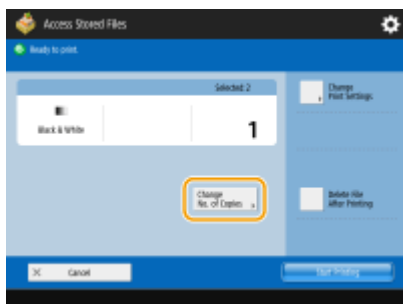 Access Stored Files
Ready to print.
Selected: 2
Black & White
1
Change
Print Settings
Change
No. of Copies
Delete File
After Printing
Cancel
Start Printing